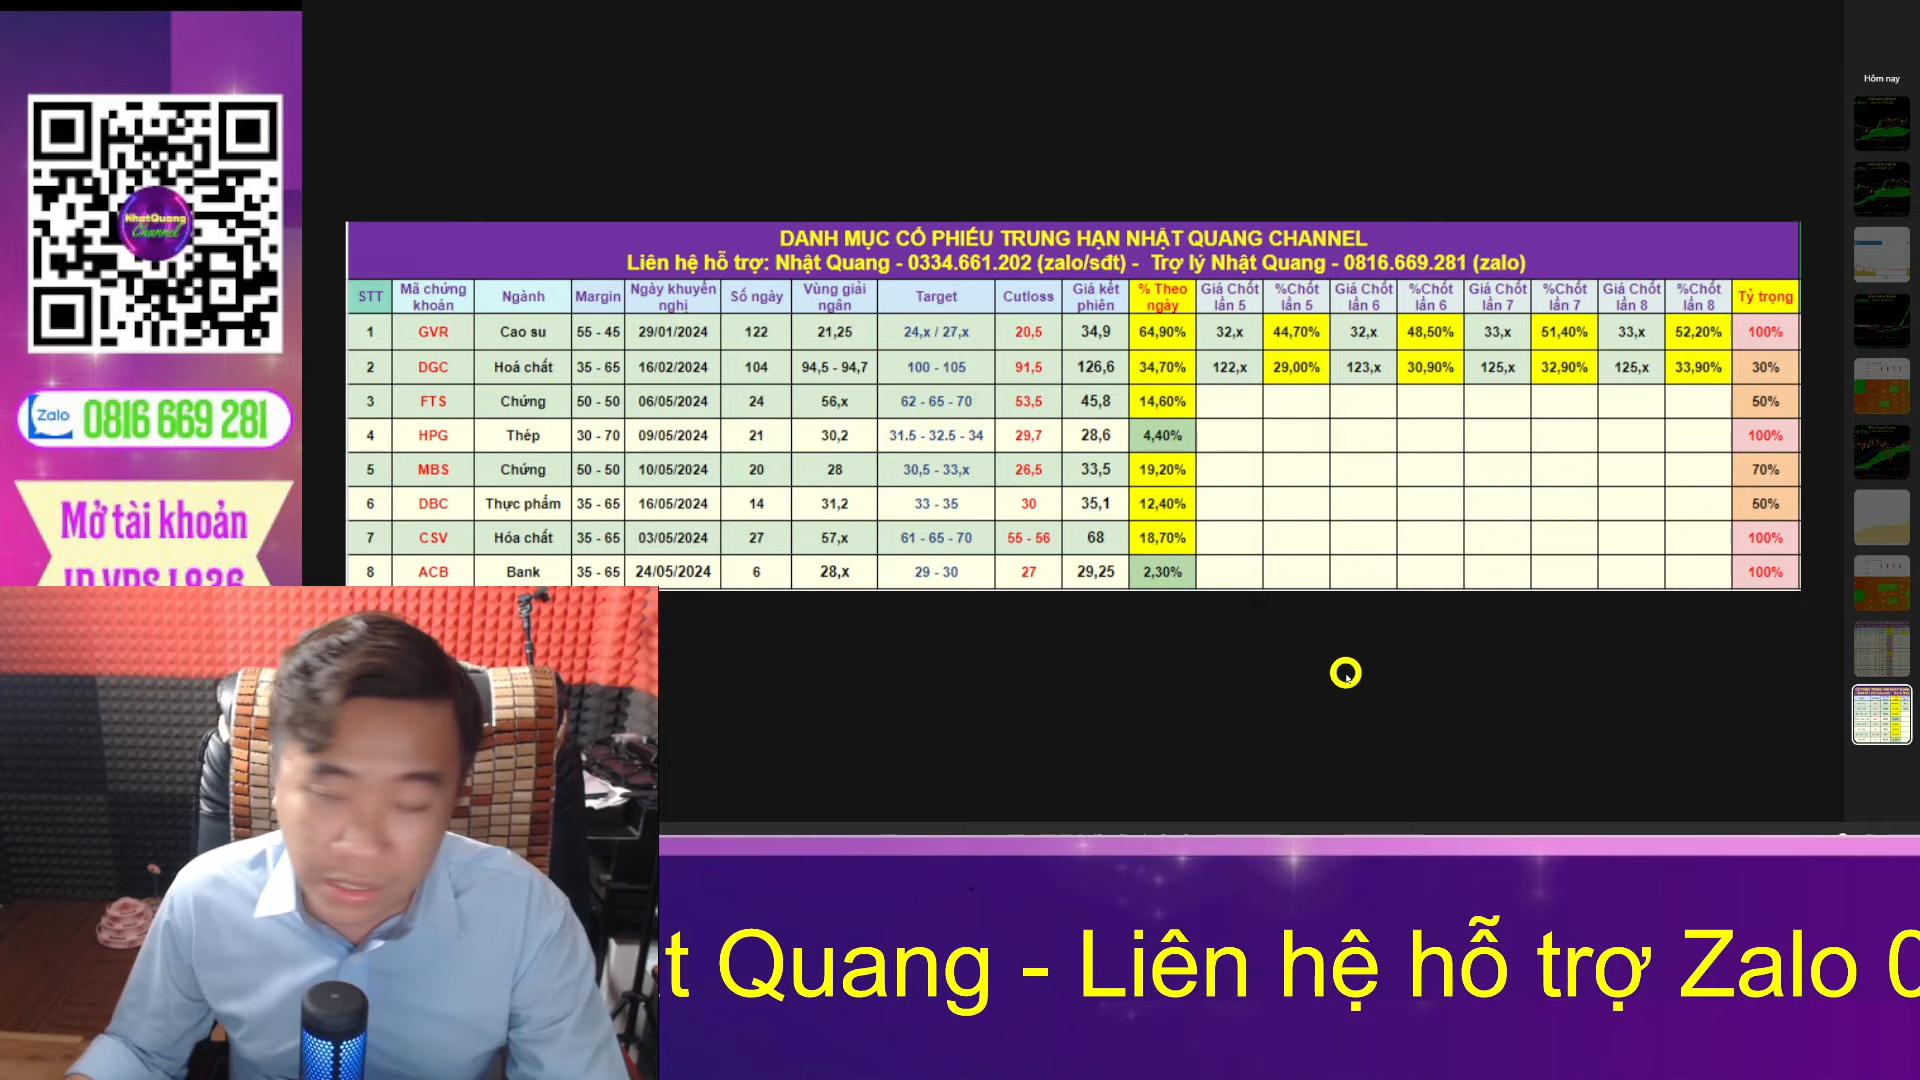 Hôm nay
NhatQuang
Channel
Zalo 0816 669 281
Mở tài khoản
ID VPS L836
DANH MỤC CỔ PHIẾU TRUNG HẠN NHẬT QUANG CHANNEL
Liên hệ hỗ trợ: Nhật Quang - 0334.661.202 (zalo/sđt) - Trợ lý Nhật Quang - 0816.669.281 (zalo)
STT Mã chứng khoán Ngành Margin Ngày khuyến nghị Số ngày Vùng giải ngân Target Cutloss Giá kết phiên % Theo ngày Giá Chốt lần 5 %Chốt lần 5 Giá Chốt lần 6 %Chốt lần 6 Giá Chốt lần 7 %Chốt lần 7 Giá Chốt lần 8 %Chốt lần 8 Tỷ trọng
1 GVR Cao su 55 - 45 29/01/2024 122 21,25 24,x / 27,x 20,5 34,9 64,90% 32,x 44,70% 32,x 48,50% 33,x 51,40% 33,x 52,20% 100%
2 DGC Hoá chất 35 - 65 16/02/2024 104 94,5 - 94,7 100 - 105 91,5 126,6 34,70% 122,x 29,00% 123,x 30,90% 125,x 32,90% 125,x 33,90% 30%
3 FTS Chứng 50 - 50 06/05/2024 24 56,x 62 - 65 - 70 53,5 45,8 14,60% 50%
4 HPG Thép 30 - 70 09/05/2024 21 30,2 31.5 - 32.5 - 34 29,7 28,6 4,40% 100%
5 MBS Chứng 50 - 50 10/05/2024 20 28 30,5 - 33,x 26,5 33,5 19,20% 70%
6 DBC Thực phẩm 35 - 65 16/05/2024 14 31,2 33 - 35 30 35,1 12,40% 50%
7 CSV Hóa chất 35 - 65 03/05/2024 27 57,x 61 - 65 - 70 55 - 56 68 18,70% 100%
8 ACB Bank 35 - 65 24/05/2024 6 28,x 29 - 30 27 29,25 2,30% 100%
t Quang - Liên hệ hỗ trợ Zalo 0